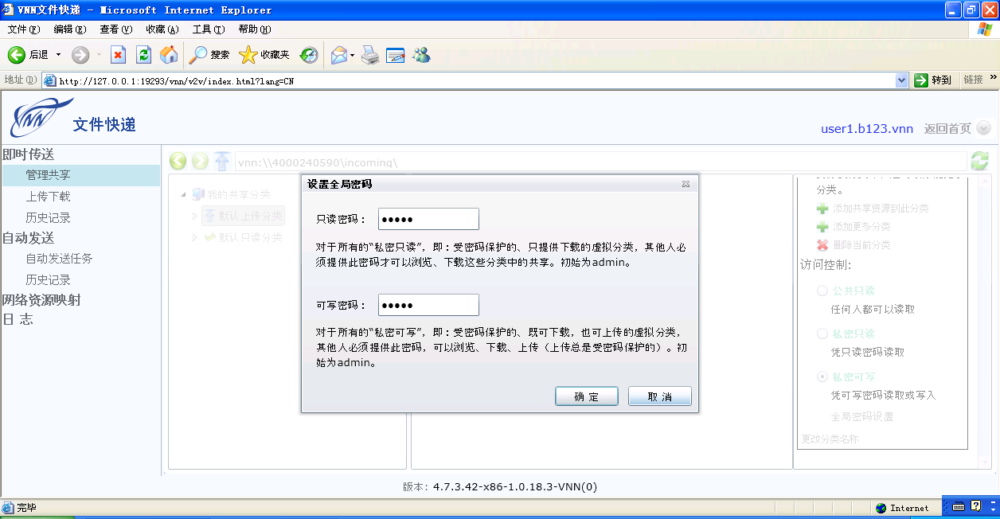 VNN文件快递 - Microsoft Internet Explorer
文件(F) 编辑(E) 查看(V) 收藏(A) 工具(T) 帮助(H)
后退 搜索 收藏夹
地址(D) http://127.0.0.1:19293/vnn/v2v/index.html?lang=CN 转到 链接 »
VNN 文件快递
user1.b123.vnn 返回首页
即时传送
管理共享
上传下载
历史记录
自动发送
自动发送任务
历史记录
网络资源映射
日 志
vnn:\\4000240590\incoming\
我的共享分类
默认上传分类
默认只读分类
设置全局密码
只读密码： ●●●●●
对于所有的“私密只读”，即：受密码保护的、只提供下载的虚拟分类，其他人必
须提供此密码才可以浏览、下载这些分类中的共享。初始为admin。
可写密码： ●●●●●
对于所有的“私密可写”，即：受密码保护的、既可下载，也可上传的虚拟分类，
其他人必须提供此密码，可以浏览、下载、上传（上传总是受密码保护的）。初
始为admin。
确 定 取 消
分类。
添加共享资源到此分类
添加更多分类
删除当前分类
访问控制:
公共只读
任何人都可以读取
私密只读
凭只读密码读取
私密可写
凭可写密码读取或写入
全局密码设置
更改分类名称
版本: 4.7.3.42-x86-1.0.18.3-VNN(0)
完毕 Internet